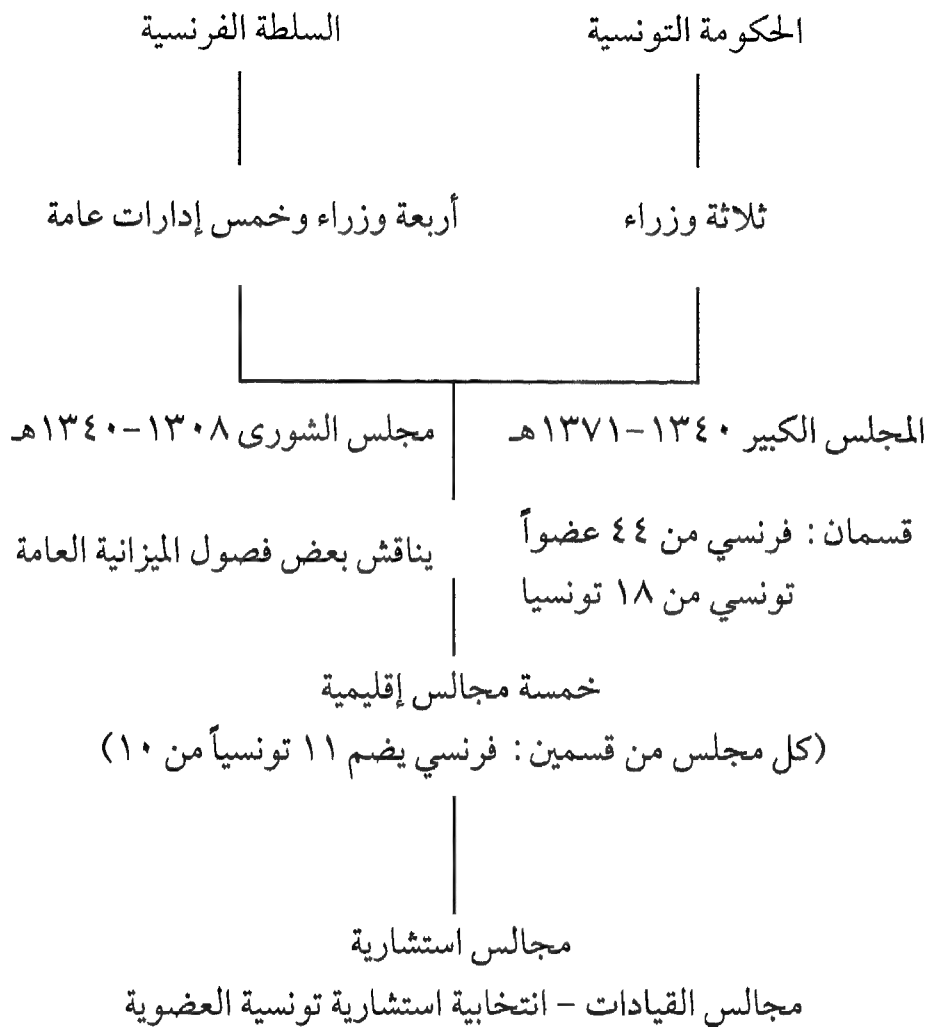 الحكومة التونسية
السلطة الفرنسية
ثلاثة وزراء
أربعة وزراء وخمس إدارات عامة
المجلس الكبير ١٣٤٠-١٣٧١هـ
مجلس الشورى ١٣٠٨-١٣٤٠هـ
قسمان : فرنسي من ٤٤ عضواً
تونسي من ١٨ تونسيا
يناقش بعض فصول الميزانية العامة
خمسة مجالس إقليمية
(كل مجلس من قسمين : فرنسي يضم ١١ تونسياً من ١٠)
مجالس استشارية
مجالس القيادات - انتخابية استشارية تونسية العضوية